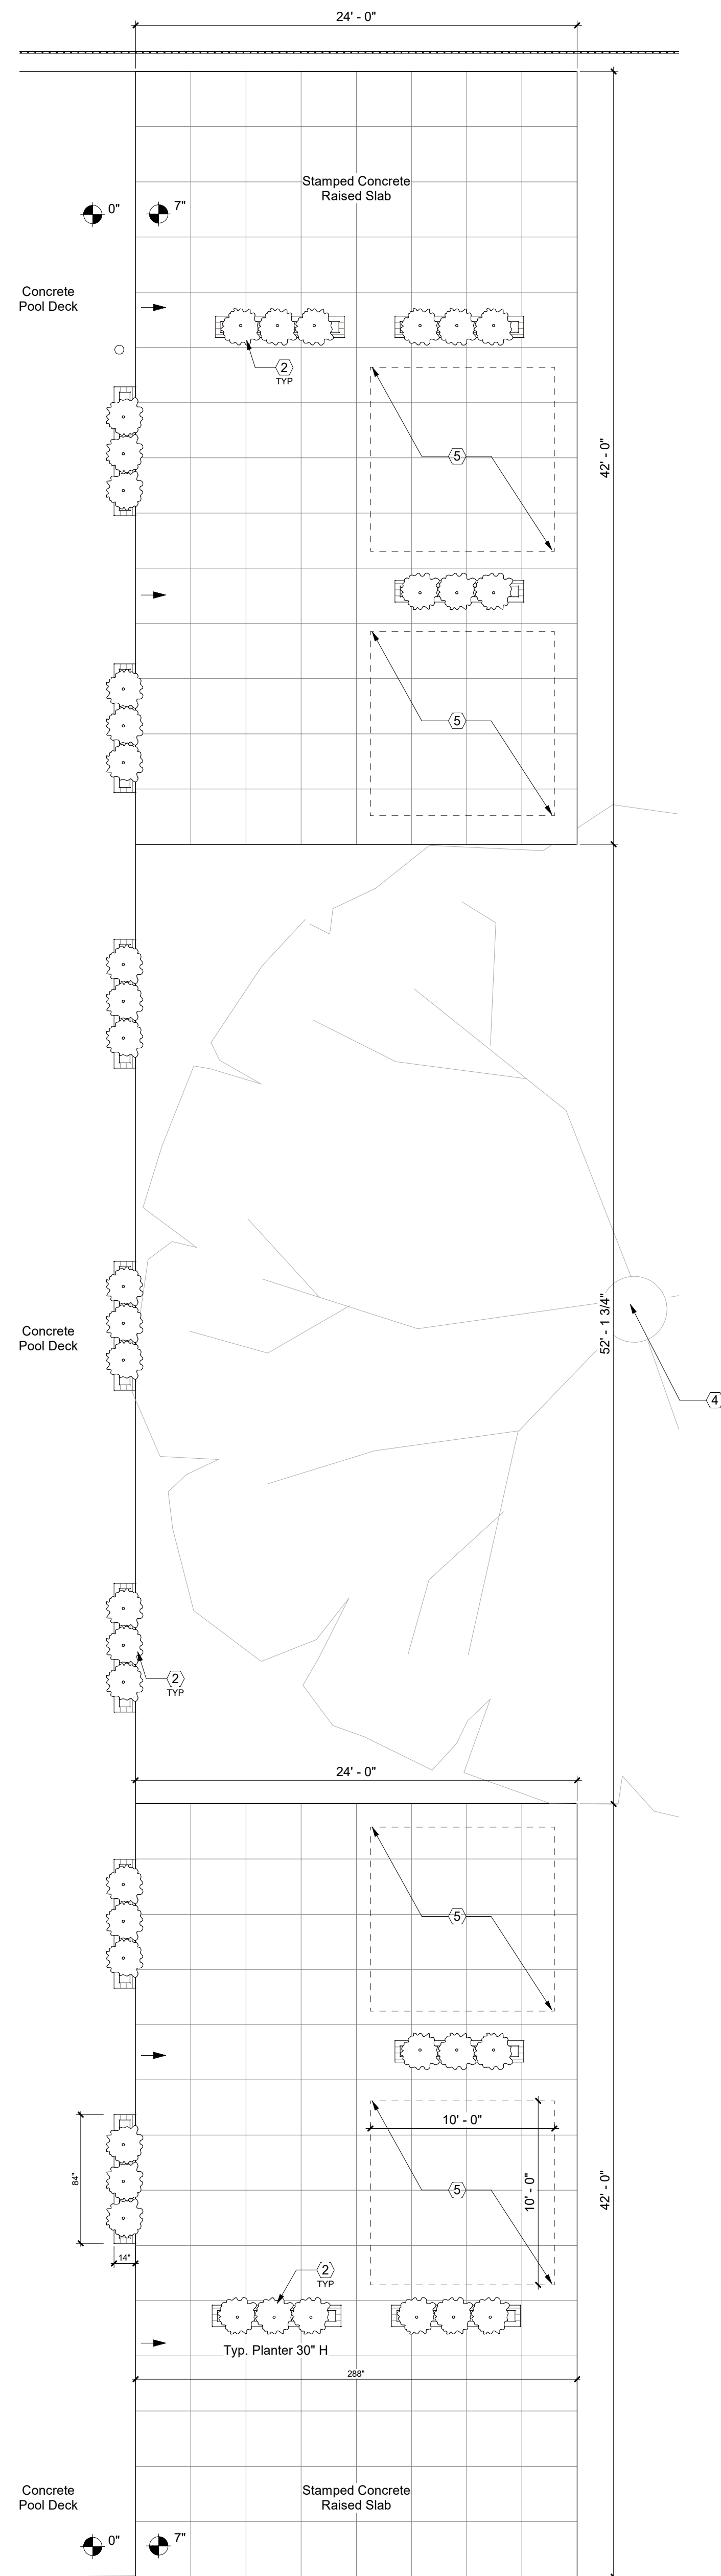 24' - 0"
Stamped Concrete
Raised Slab
0"
7"
Concrete
Pool Deck
2
TYP
5
42' - 0"
5
52' - 1 3/4"
Concrete
Pool Deck
4
2
TYP
24' - 0"
5
10' - 0"
84"
5
10' - 0"
42' - 0"
14"
2
TYP
Typ. Planter 30" H
288"
Concrete
Pool Deck
Stamped Concrete
Raised Slab
0"
7"